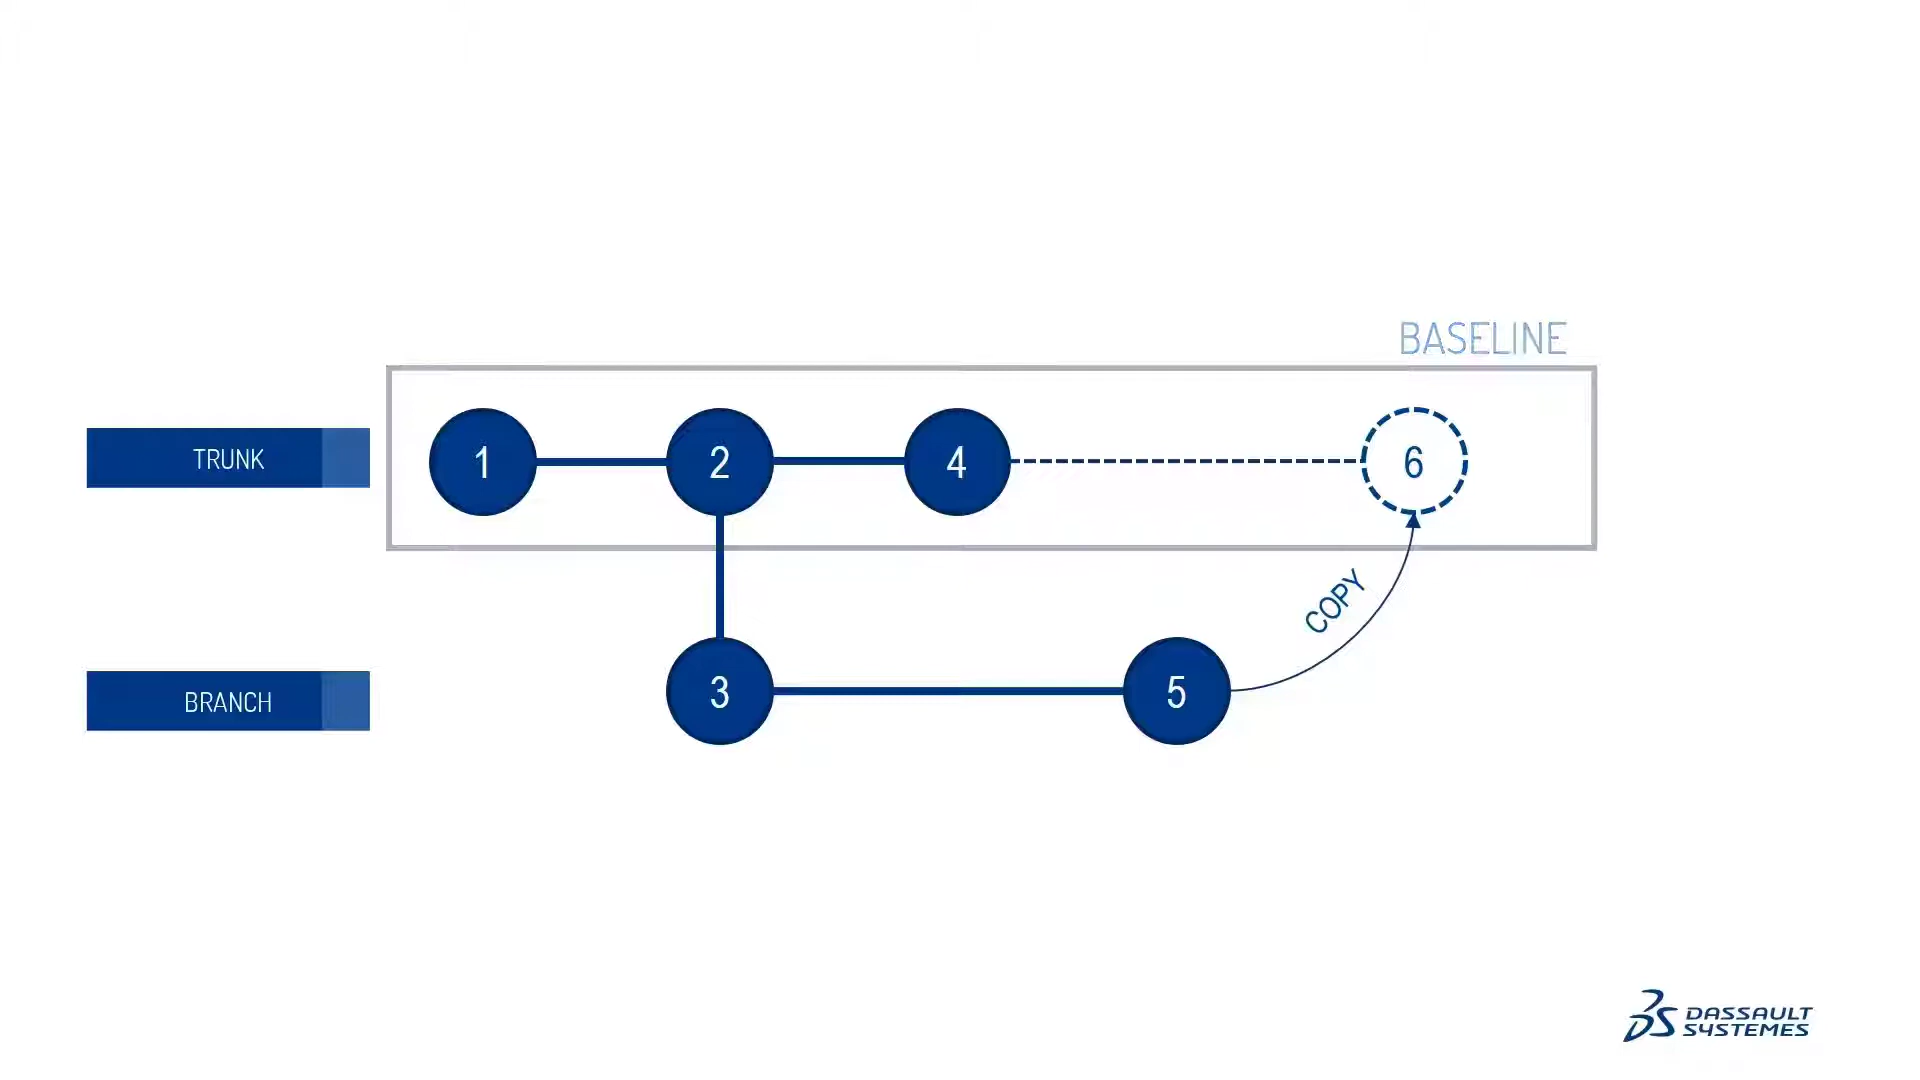 BASELINE
TRUNK
1
2
4
6
COPY
BRANCH
3
5
DASSAULT
SYSTEMES